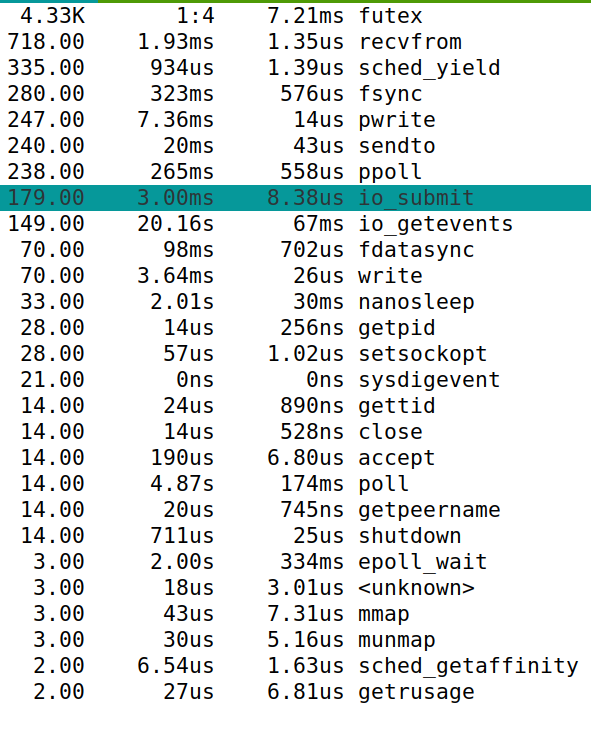 4.33K 1:4 7.21ms futex
718.00 1.93ms 1.35us recvfrom
335.00 934us 1.39us sched_yield
280.00 323ms 576us fsync
247.00 7.36ms 14us pwrite
240.00 20ms 43us sendto
238.00 265ms 558us ppoll
179.00 3.00ms 8.38us io_submit
149.00 20.16s 67ms io_getevents
70.00 98ms 702us fdatasync
70.00 3.64ms 26us write
33.00 2.01s 30ms nanosleep
28.00 14us 256ns getpid
28.00 57us 1.02us setsockopt
21.00 0ns 0ns sysdigevent
14.00 24us 890ns gettid
14.00 14us 528ns close
14.00 190us 6.80us accept
14.00 4.87s 174ms poll
14.00 20us 745ns getpeername
14.00 711us 25us shutdown
3.00 2.00s 334ms epoll_wait
3.00 18us 3.01us <unknown>
3.00 43us 7.31us mmap
3.00 30us 5.16us munmap
2.00 6.54us 1.63us sched_getaffinity
2.00 27us 6.81us getrusage